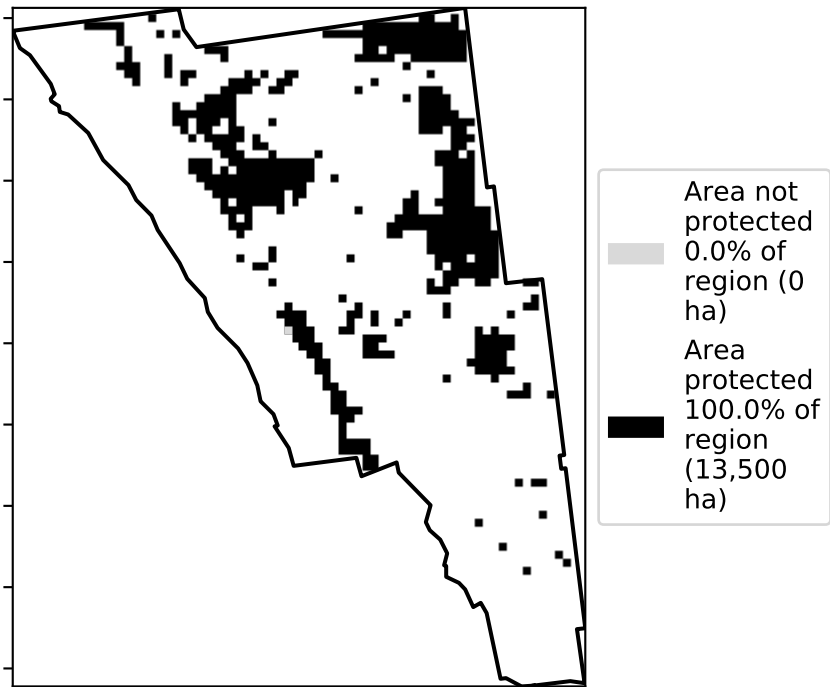 Area not
protected
0.0% of
region (0
ha)
Area
protected
100.0% of
region
(13,500
ha)